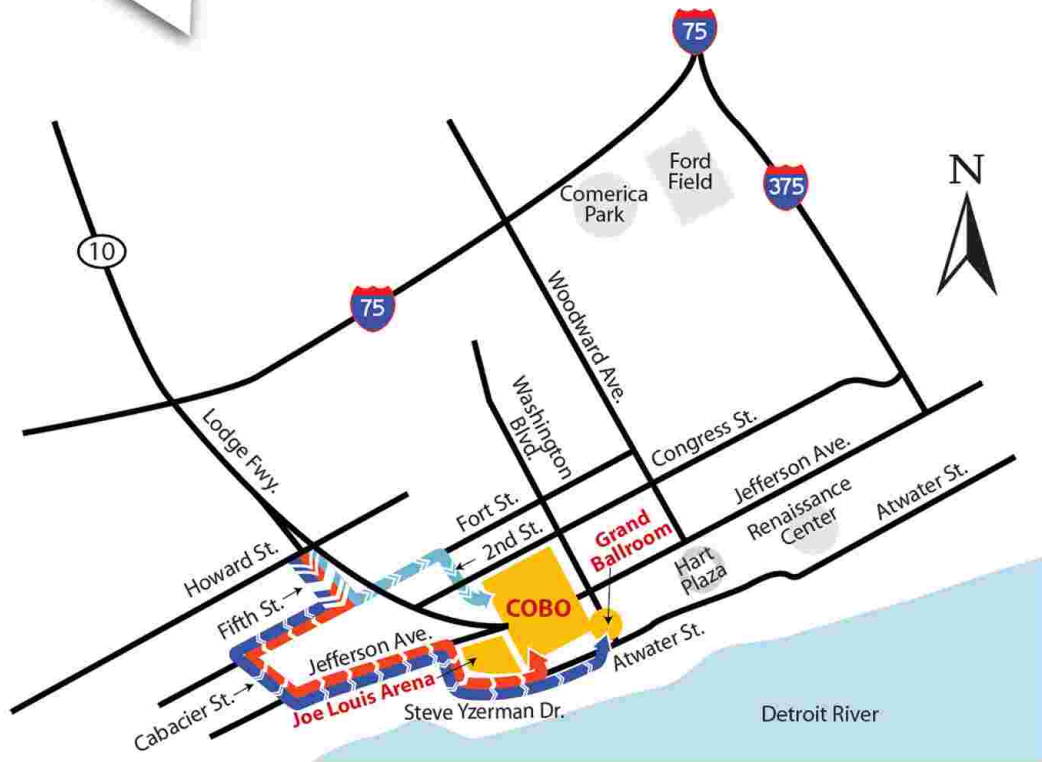 75
Ford
Field
375
Comerica
Park
N
10
75
Woodward Ave.
Washington
Blvd.
Lodge Fwy.
Congress St.
Jefferson Ave.
Renaissance
Center
Atwater St.
Fort St.
2nd St.
Grand
Ballroom
Howard St.
Hart
Plaza
Fifth St.
COBO
Jefferson Ave.
Atwater St.
Joe Louis Arena
Cabacier St.
Steve Yzerman Dr.
Detroit River